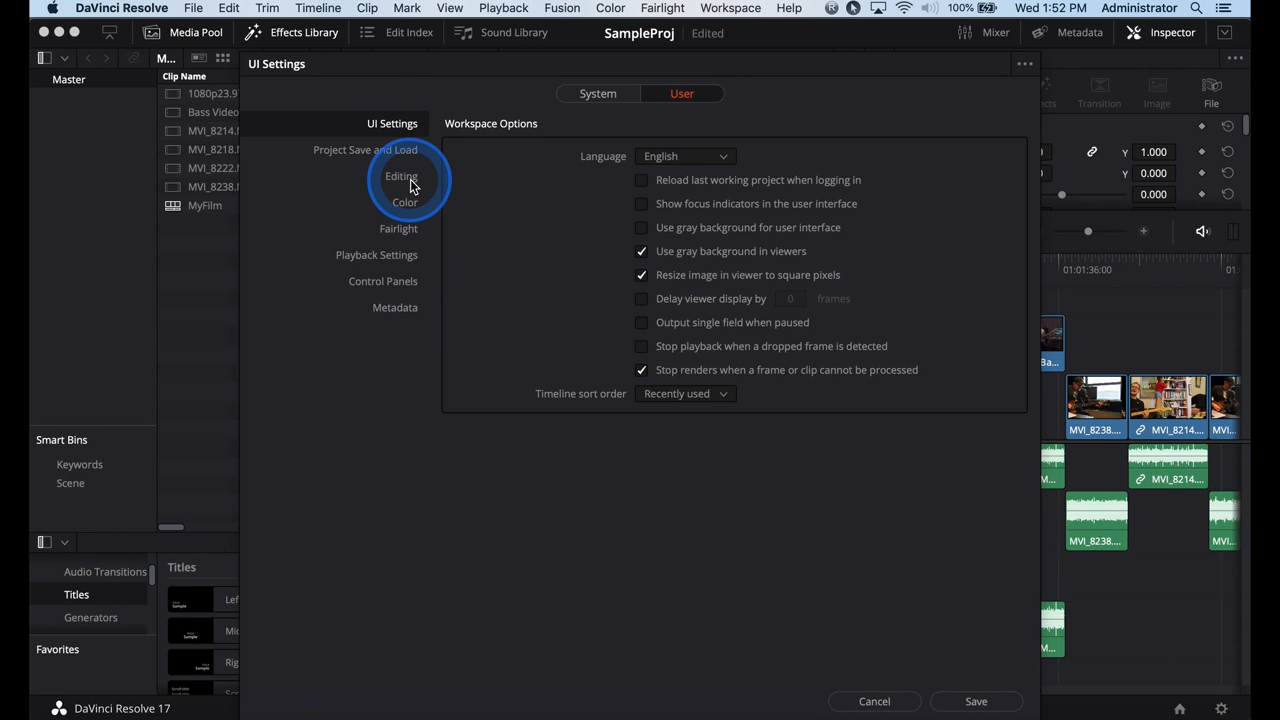 DaVinci Resolve File Edit Trim Timeline Clip Mark View Playback Fusion Color Fairlight Workspace Help 100% Wed 1:52 PM Administrator
Media Pool Effects Library Edit Index Sound Library SampleProj Edited Mixer Metadata Inspector
M...
UI Settings
Master
Clip Name
1080p23.9
Bass Video
MVI_8214.
MVI_8218.
MVI_8222.
MVI_8238.
MyFilm
System User
Transition Image File
UI Settings
Project Save and Load
Editing
Color
Fairlight
Playback Settings
Control Panels
Metadata
Workspace Options
Language English
Reload last working project when logging in
Show focus indicators in the user interface
Use gray background for user interface
Use gray background in viewers
Resize image in viewer to square pixels
Delay viewer display by 0 frames
Output single field when paused
Stop playback when a dropped frame is detected
Stop renders when a frame or clip cannot be processed
Timeline sort order Recently used
Y 1.000
Y 0.000
0.000
01:01:36:00 01:
Ba...
MVI_8238.... MVI_8214.... MVI...
M... MVI_8214....
MVI_8238.... MVI...
M...
Smart Bins
Keywords
Scene
Audio Transitions
Titles
Generators
Favorites
Titles
Lef
Mid
Rig
Scr
Cancel Save
DaVinci Resolve 17